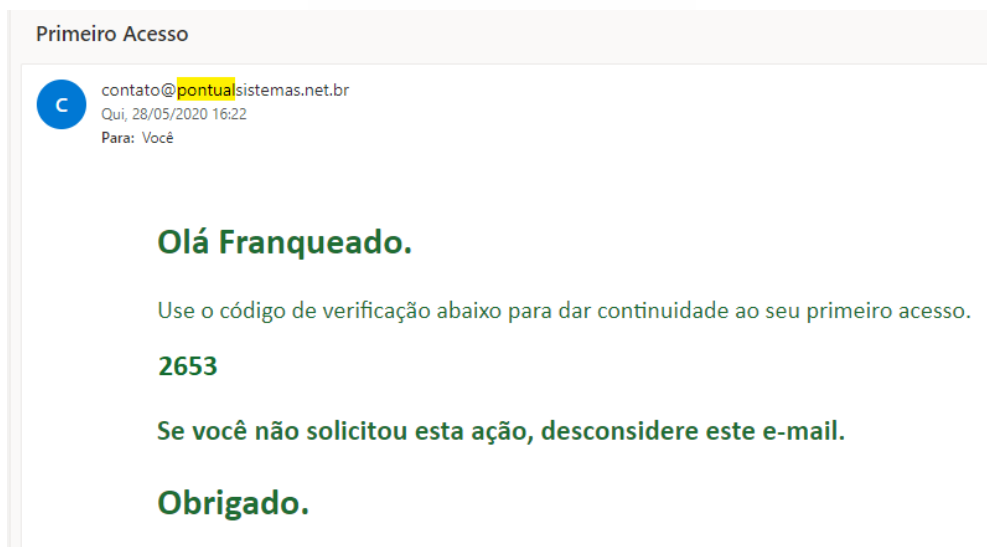 Primeiro Acesso
C
contato@pontualsistemas.net.br
Qui, 28/05/2020 16:22
Para: Você
Olá Franqueado.
Use o código de verificação abaixo para dar continuidade ao seu primeiro acesso.
2653
Se você não solicitou esta ação, desconsidere este e-mail.
Obrigado.